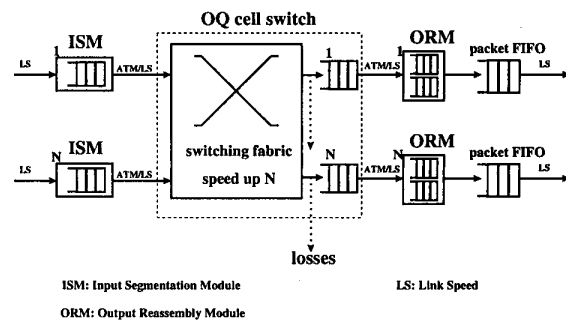 OQ cell switch
ISM
ORM
packet FIFO
1
1
1
LS
ATM/LS
ATM/LS
LS
ISM
switching fabric
speed up N
ORM
packet FIFO
N
N
N
LS
ATM/LS
ATM/LS
LS
losses
ISM: Input Segmentation Module
LS: Link Speed
ORM: Output Reassembly Module